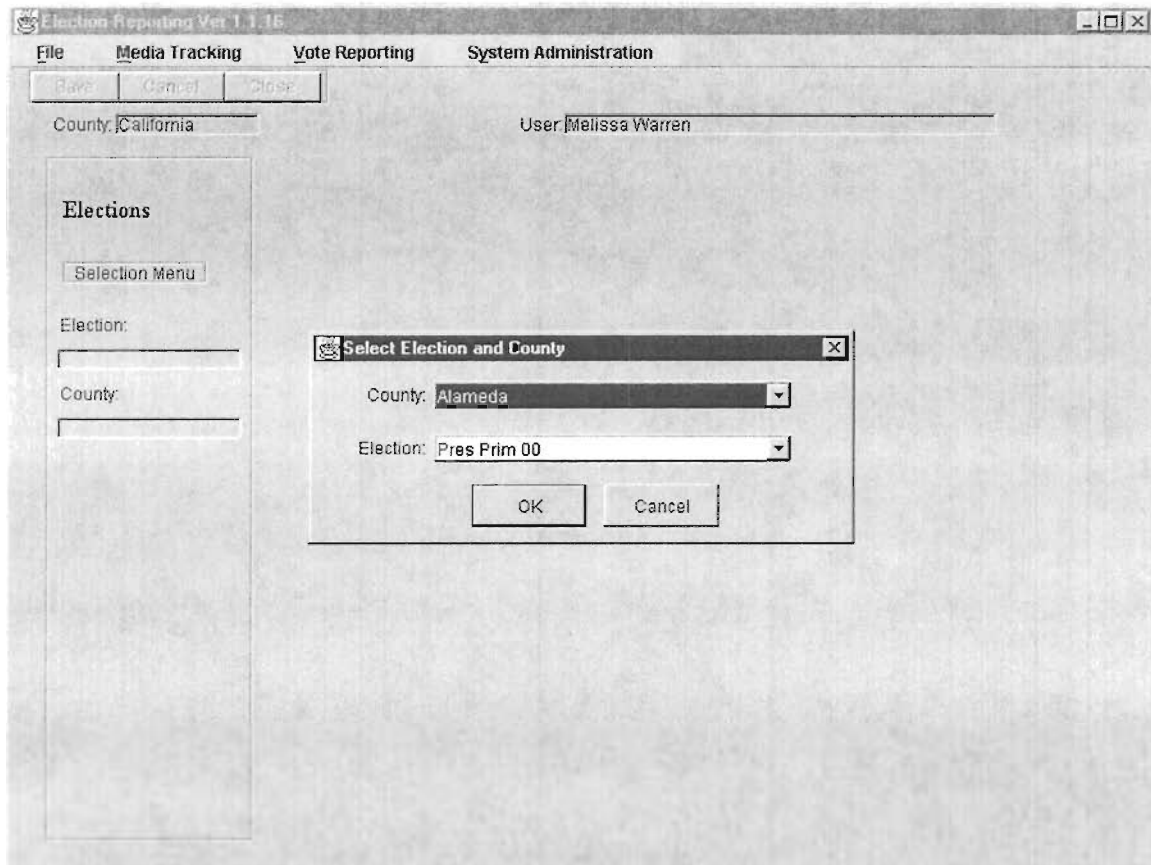 Election Reporting Ver 1.1.16
File Media Tracking Vote Reporting System Administration
Save Cancel Close
County: California User: Melissa Warren
Elections
Selection Menu
Election:
County:
Select Election and County
County: Alameda
Election: Pres Prim 00
OK Cancel